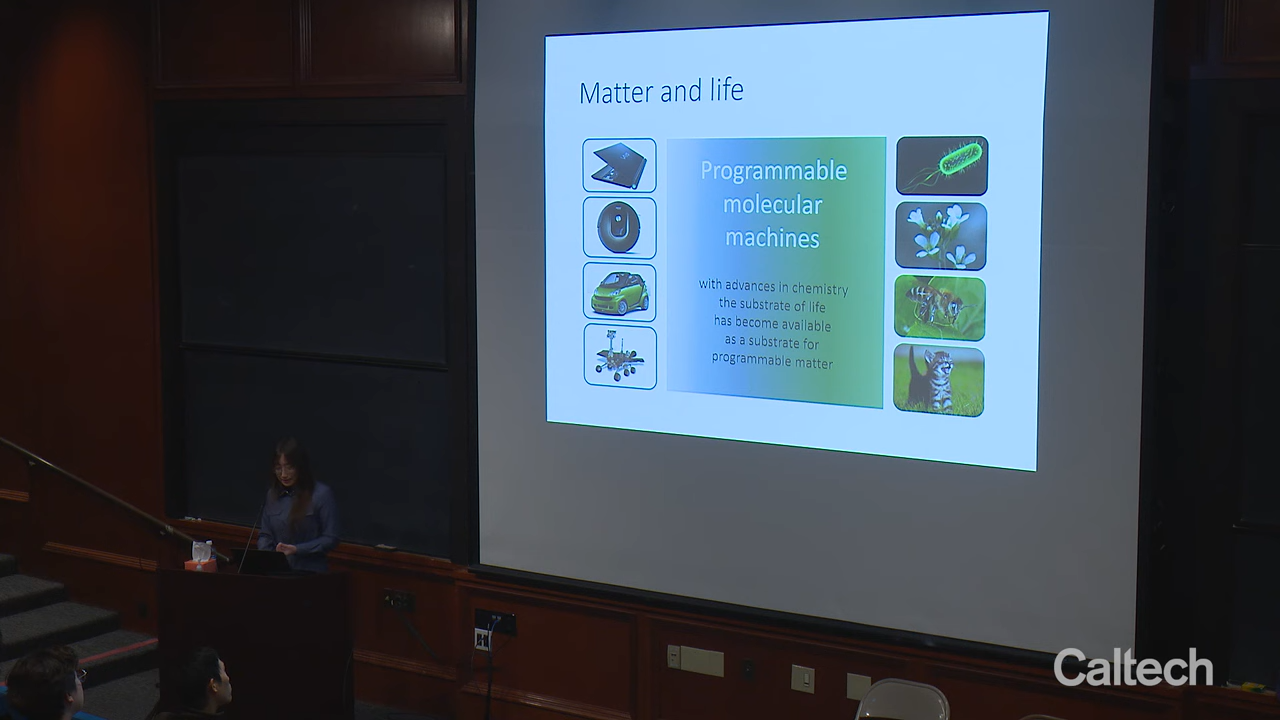 Matter and life
Programmable
molecular
machines
with advances in chemistry
the substrate of life
has become available
as a substrate for
programmable matter
Caltech